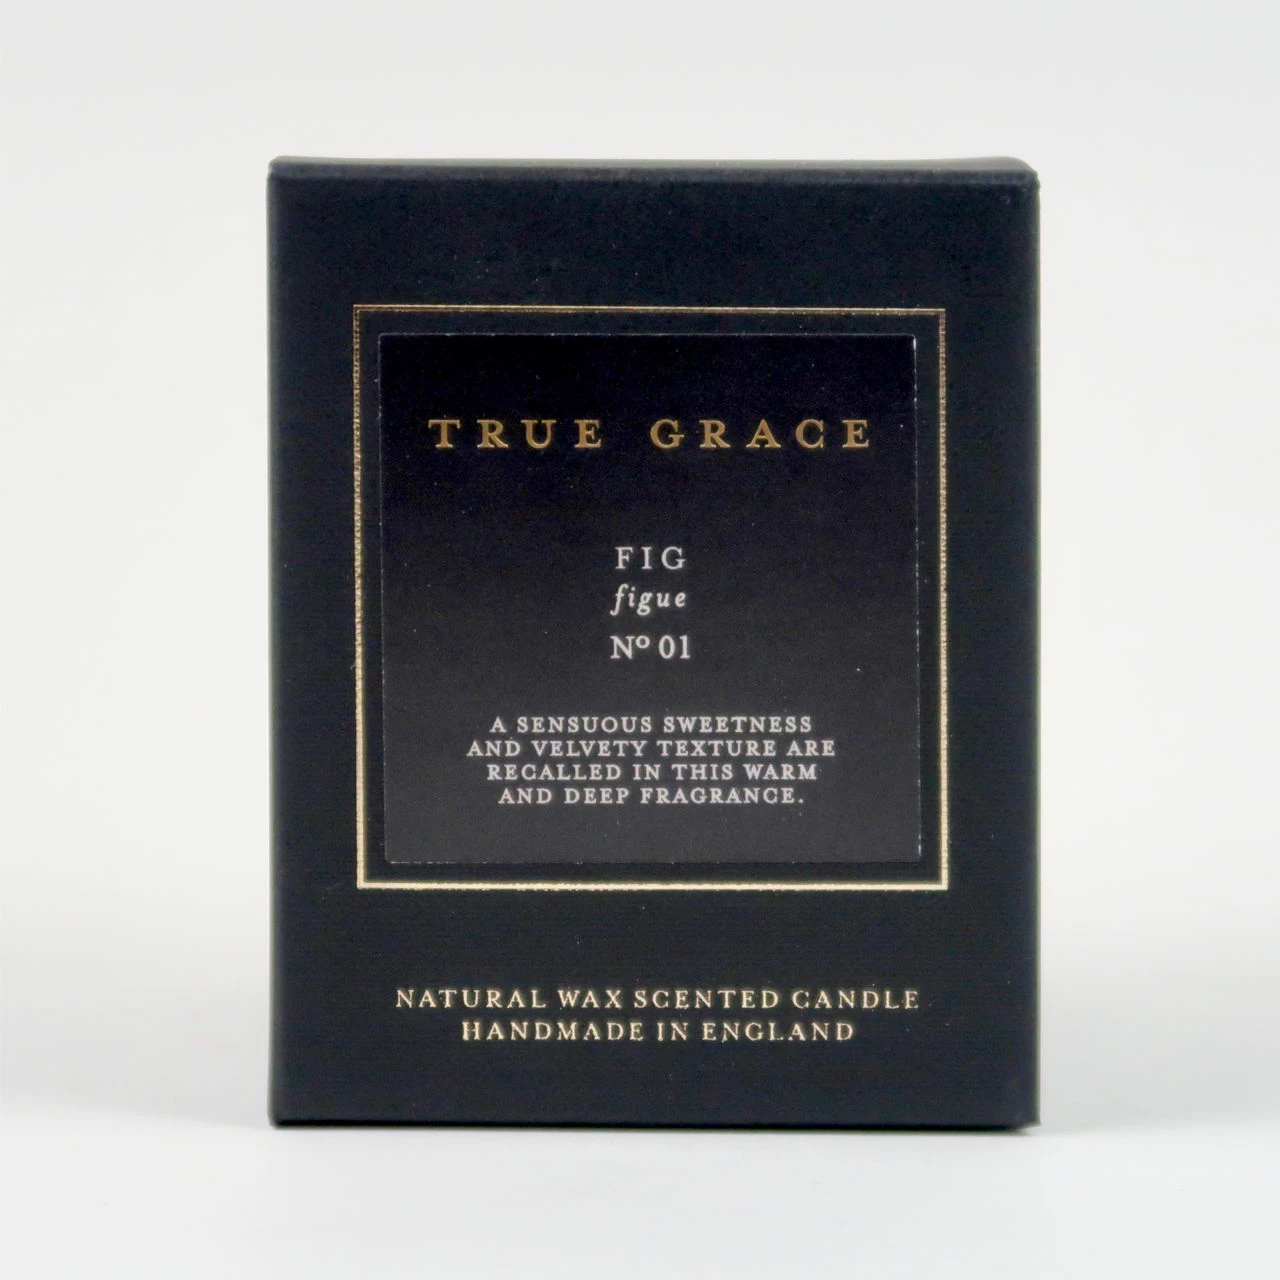 TRUE GRACE
FIG
figue
Nº 01
A SENSUOUS SWEETNESS
AND VELVETY TEXTURE ARE
RECALLED IN THIS WARM
AND DEEP FRAGRANCE.
NATURAL WAX SCENTED CANDLE
HANDMADE IN ENGLAND